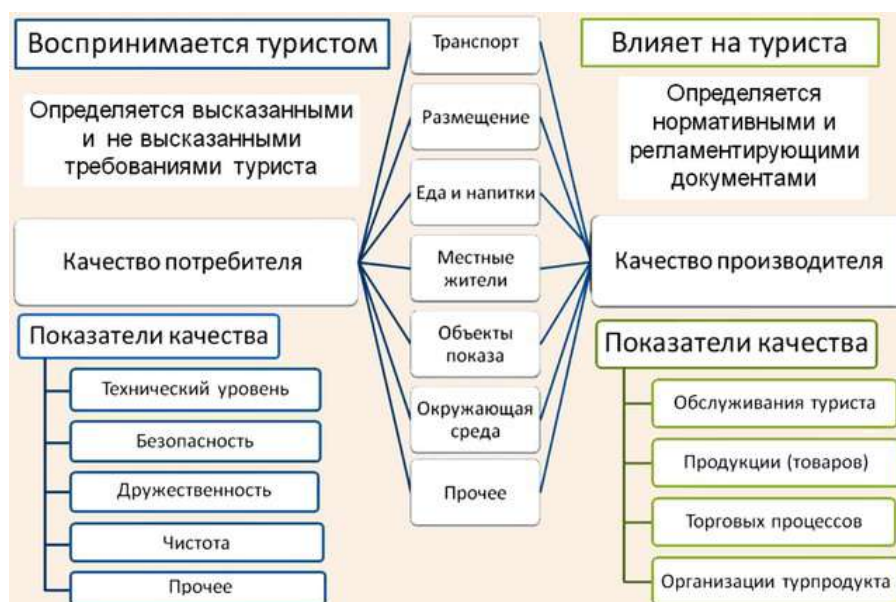 Воспринимается туристом
Определяется высказанными
и не высказанными
требованиями туриста
Качество потребителя
Показатели качества
Технический уровень
Безопасность
Дружественность
Чистота
Прочее
Транспорт
Размещение
Еда и напитки
Местные
жители
Объекты
показа
Окружающая
среда
Прочее
Влияет на туриста
Определяется
нормативными и
регламентирующими
документами
Качество производителя
Показатели качества
Обслуживания туриста
Продукции (товаров)
Торговых процессов
Организации турпродукта